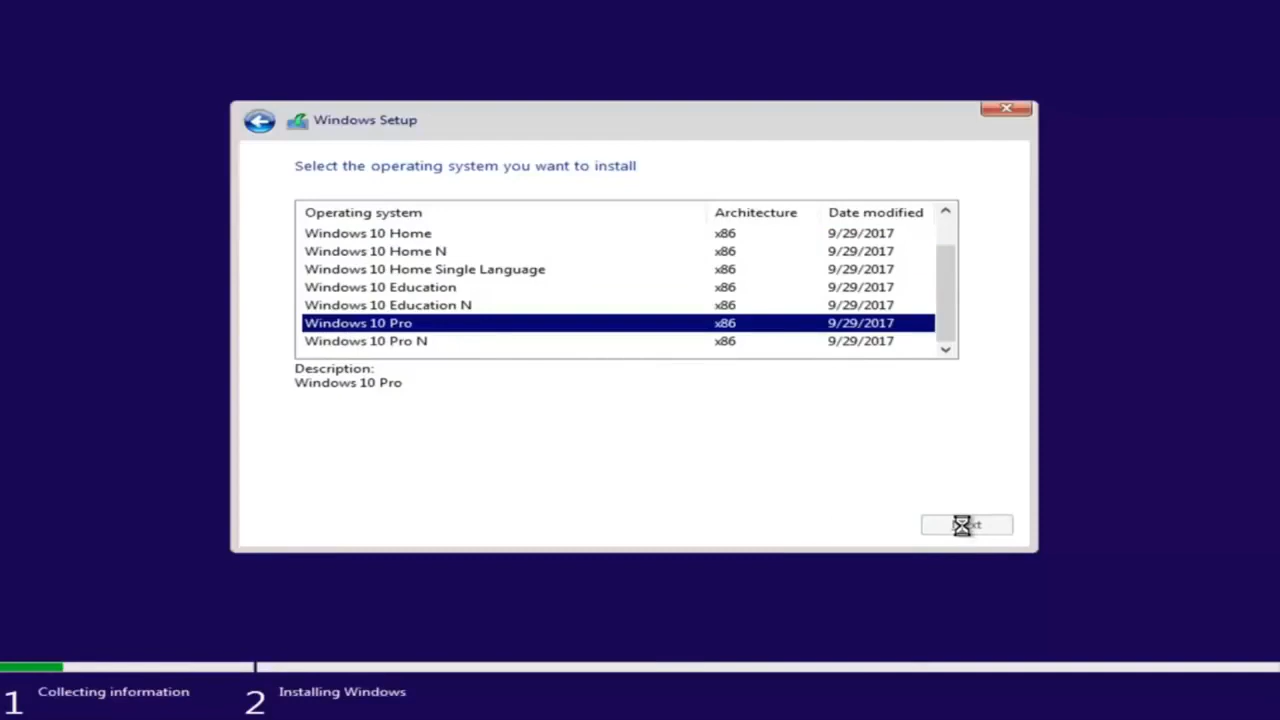 Windows Setup
Select the operating system you want to install
Operating system Architecture Date modified
Windows 10 Home x86 9/29/2017
Windows 10 Home N x86 9/29/2017
Windows 10 Home Single Language x86 9/29/2017
Windows 10 Education x86 9/29/2017
Windows 10 Education N x86 9/29/2017
Windows 10 Pro x86 9/29/2017
Windows 10 Pro N x86 9/29/2017
Description:
Windows 10 Pro
1 Collecting information
2 Installing Windows